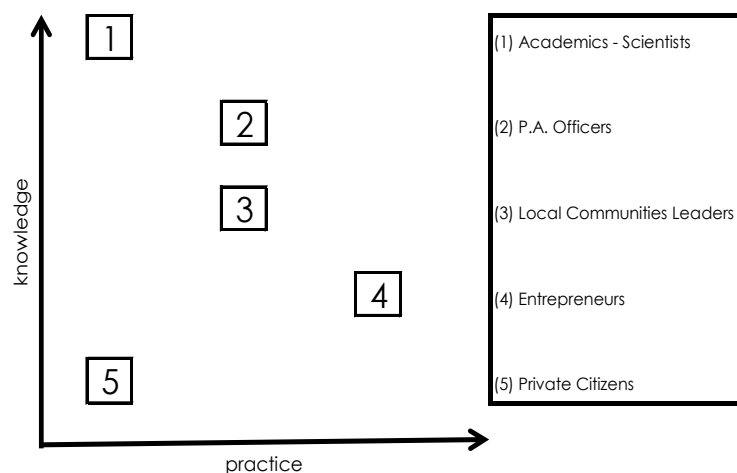 1
(1) Academics - Scientists
2
(2) P.A. Officers
3
(3) Local Communities Leaders
knowledge
4
(4) Entrepreneurs
5
(5) Private Citizens
practice